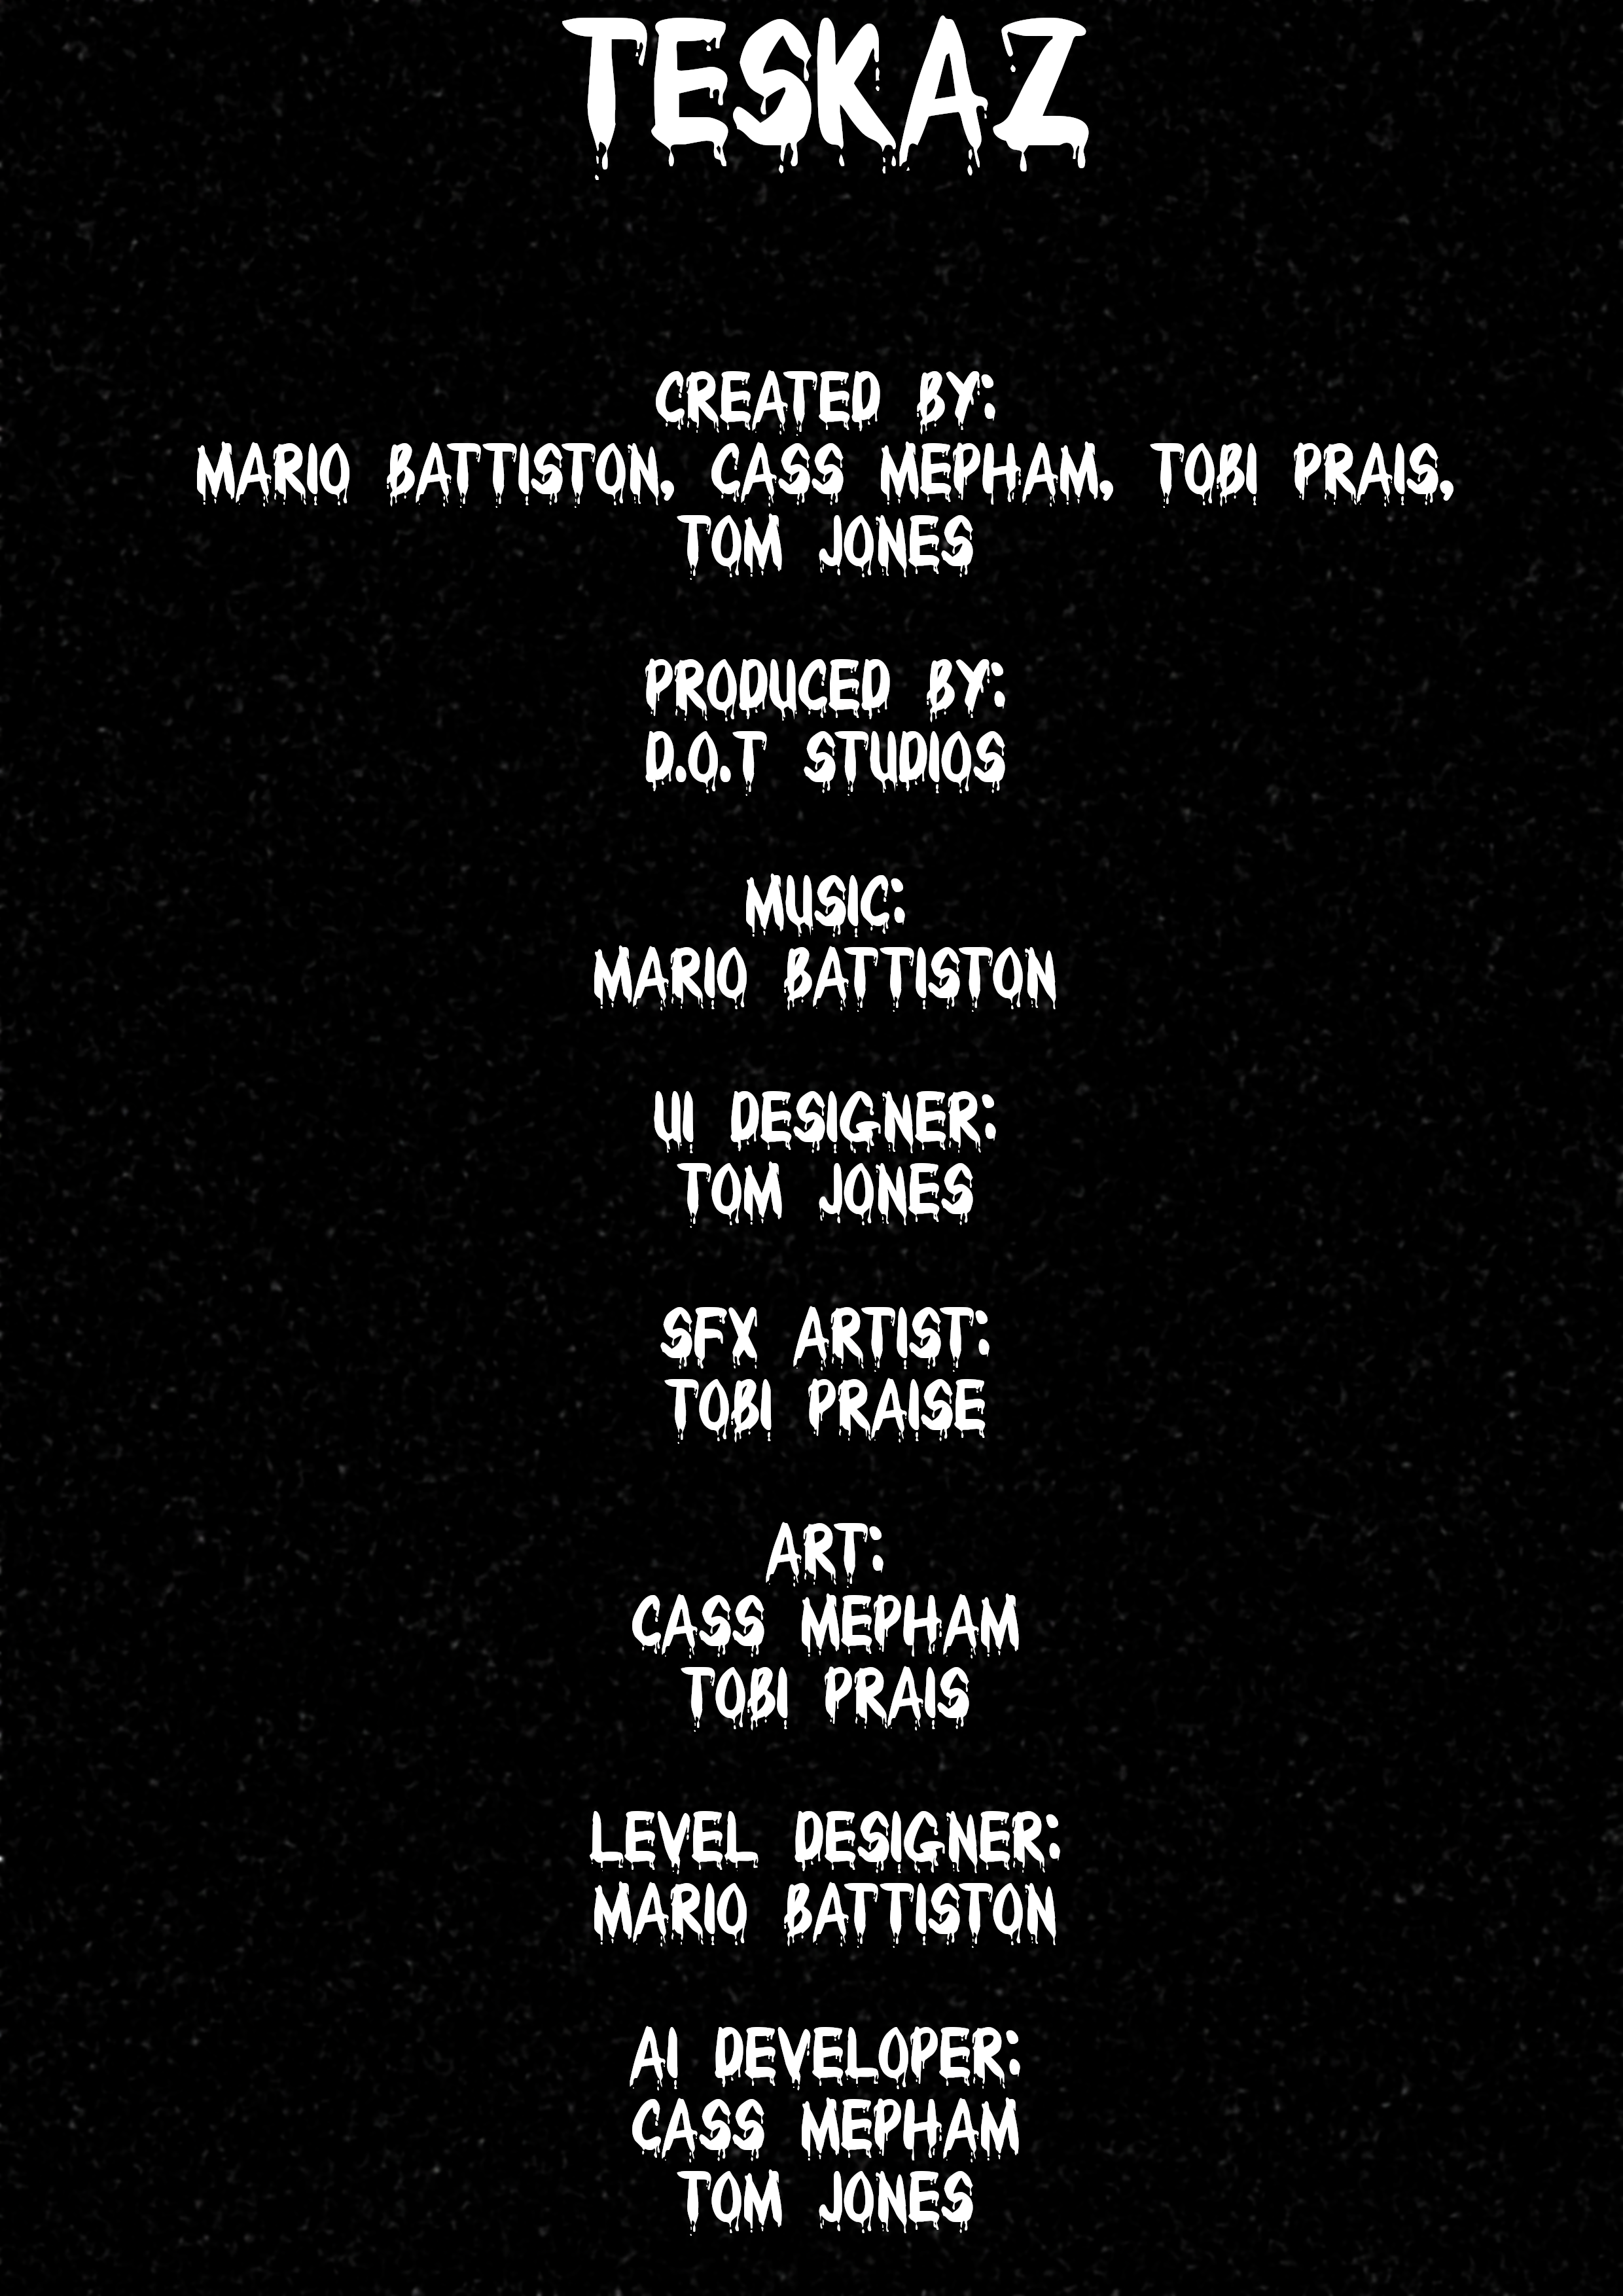 TESKAZ
CREATED BY:
MARIO BATTISTON, CASS MEPHAM, TOBI PRAIS,
TOM JONES
PRODUCED BY:
D.O.T STUDIOS
MUSIC:
MARIO BATTISTON
UI DESIGNER:
TOM JONES
SFX ARTIST:
TOBI PRAISE
ART:
CASS MEPHAM
TOBI PRAIS
LEVEL DESIGNER:
MARIO BATTISTON
AI DEVELOPER:
CASS MEPHAM
TOM JONES